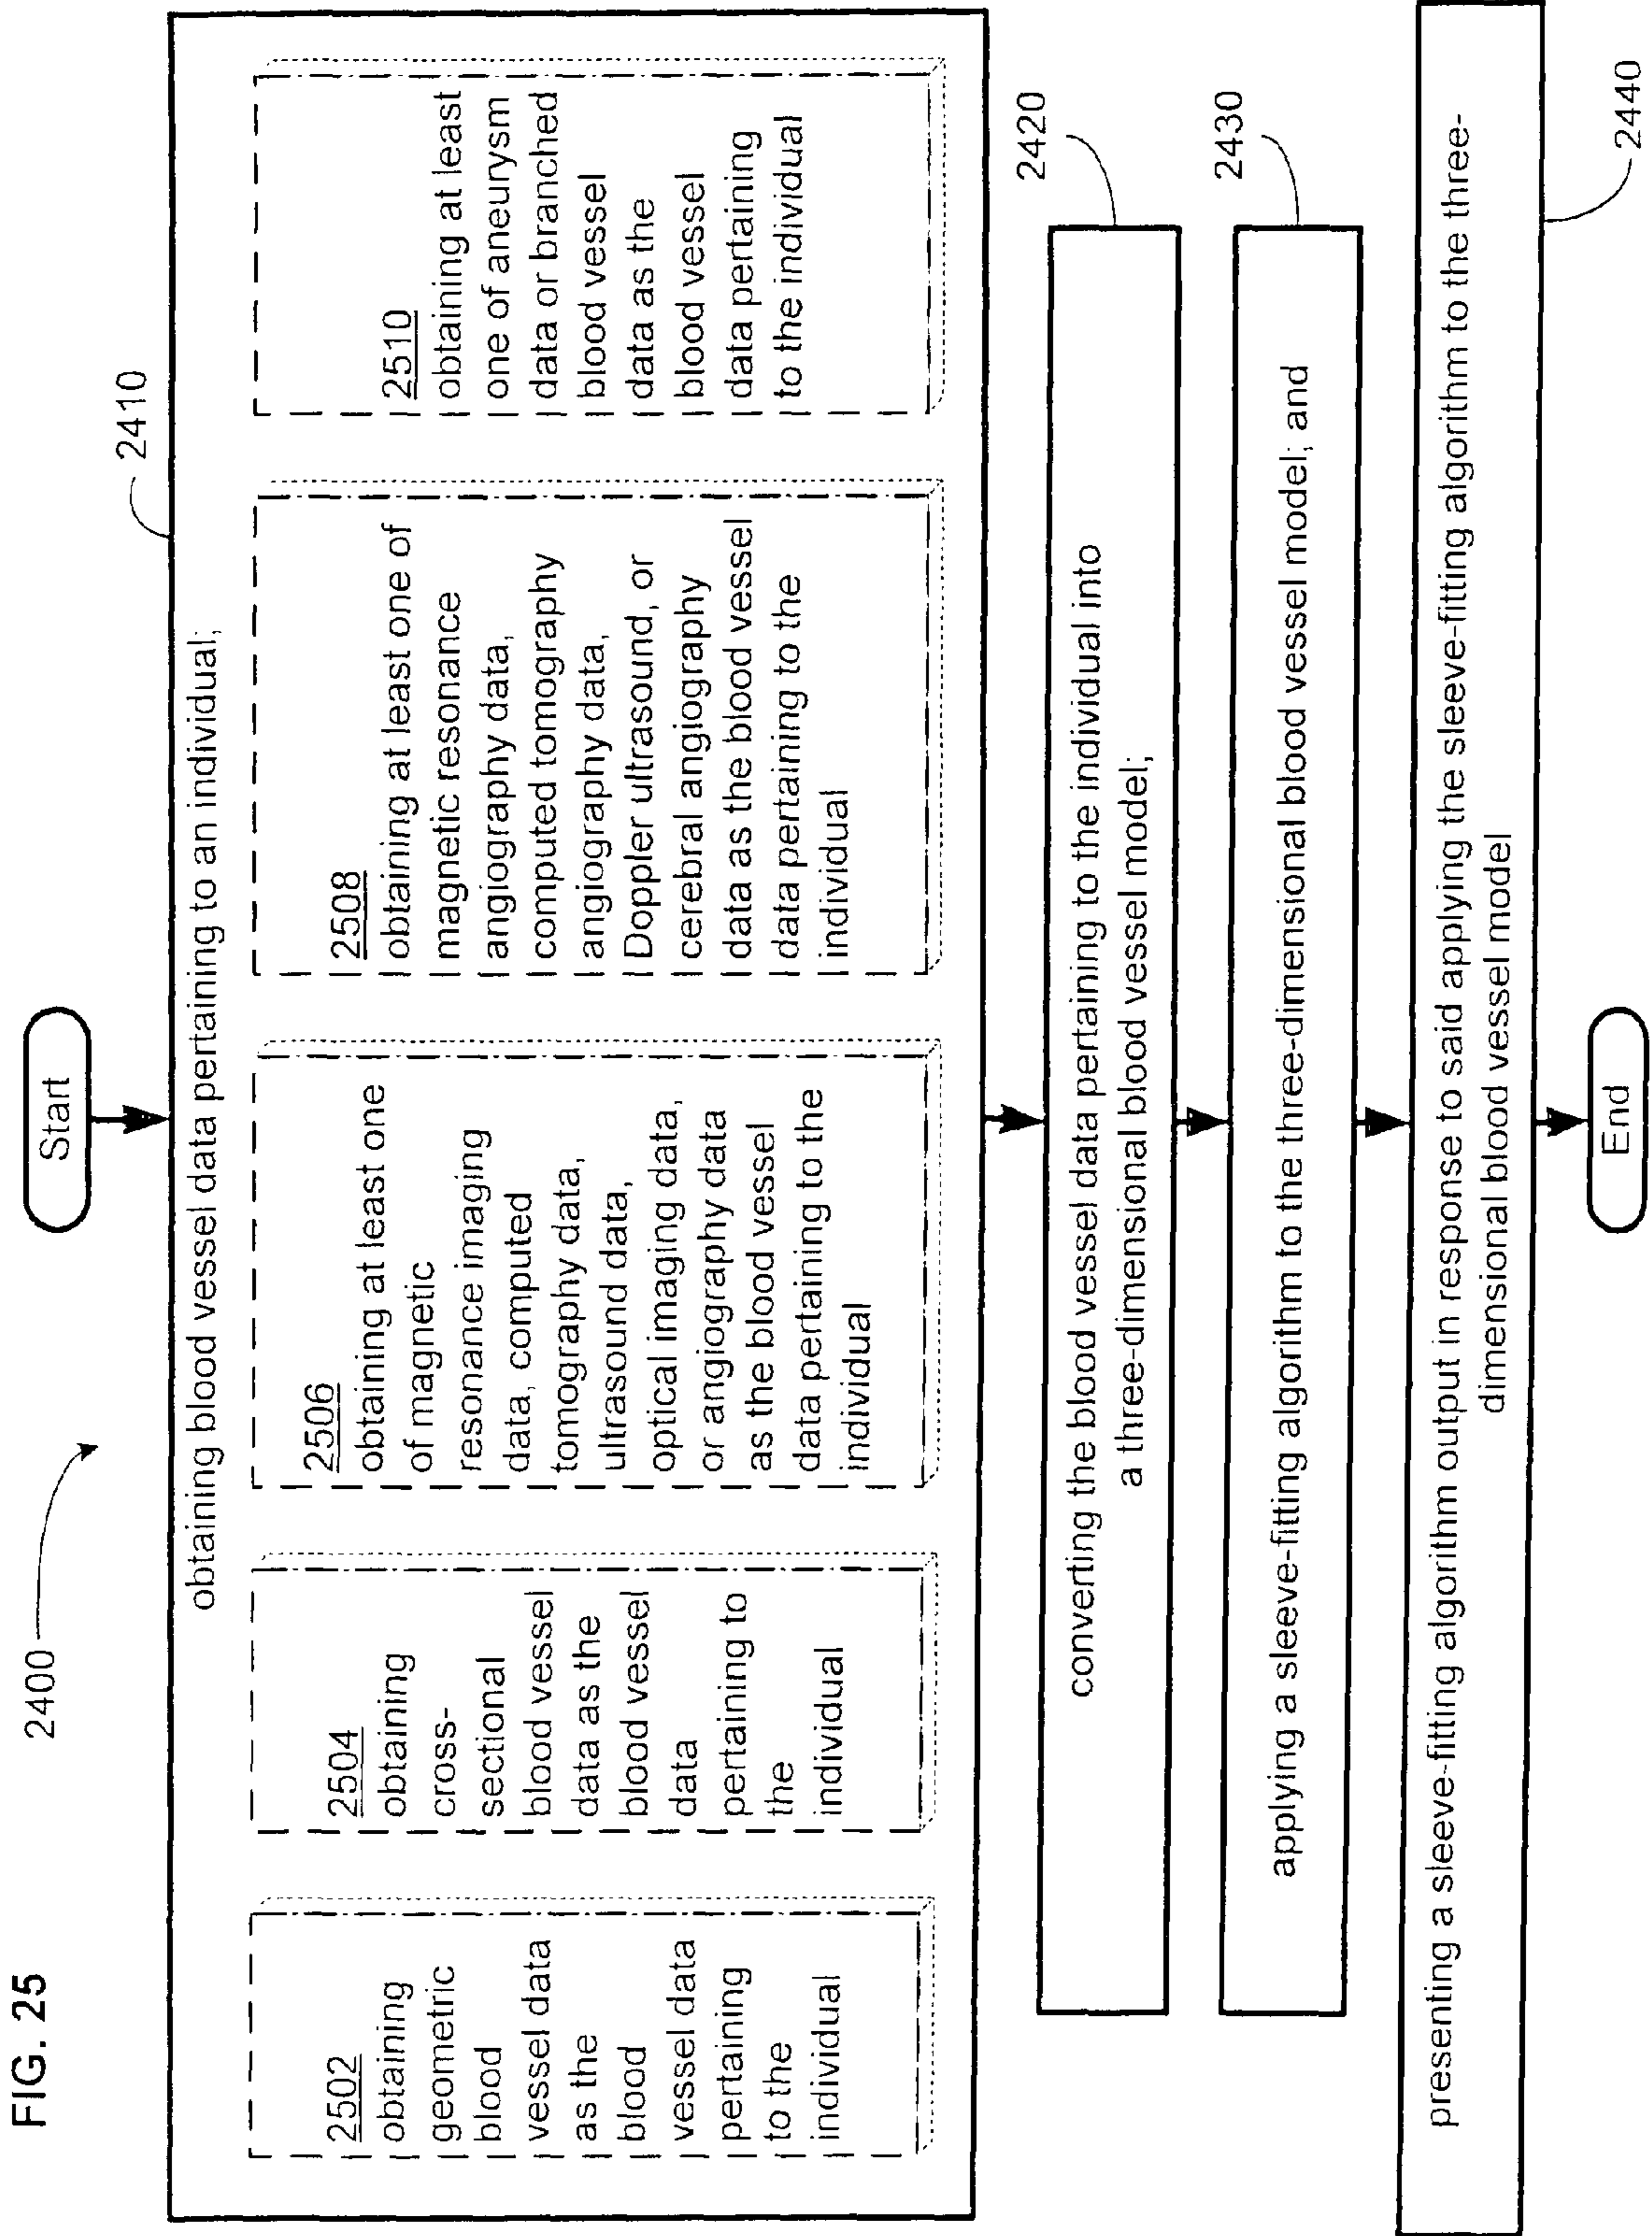 FIG. 25
2400
Start
2410
obtaining blood vessel data pertaining to an individual;
2502
obtaining
geometric
blood
vessel data
as the
blood
vessel data
pertaining
to the
individual
2504
obtaining
cross-
sectional
blood vessel
data as the
blood vessel
data
pertaining to
the
individual
2506
obtaining at least one
of magnetic
resonance imaging
data, computed
tomography data,
ultrasound data,
optical imaging data,
or angiography data
as the blood vessel
data pertaining to the
individual
2508
obtaining at least one of
magnetic resonance
angiography data,
computed tomography
angiography data,
Doppler ultrasound, or
cerebral angiography
data as the blood vessel
data pertaining to the
individual
2510
obtaining at least
one of aneurysm
data or branched
blood vessel
data as the
blood vessel
data pertaining
to the individual
2420
converting the blood vessel data pertaining to the individual into
a three-dimensional blood vessel model;
2430
applying a sleeve-fitting algorithm to the three-dimensional blood vessel model; and
2440
presenting a sleeve-fitting algorithm output in response to said applying the sleeve-fitting algorithm to the three-
dimensional blood vessel model
End